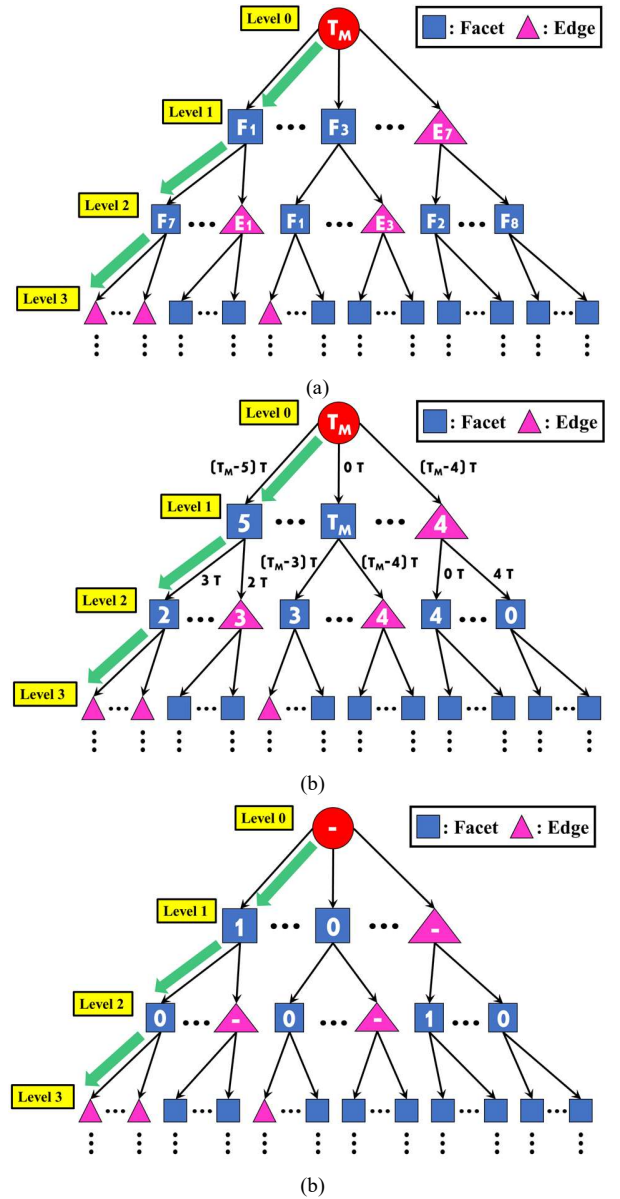 Level 0
T_M
: Facet
: Edge
Level 1
F1 ••• F3 ••• E7
Level 2
F7 ••• E1 F1 ••• E3 F2 ••• F8
Level 3
(a)
Level 0
T_M
: Facet
: Edge
(T_M-5) T
0 T
(T_M-4) T
Level 1
5 ••• T_M ••• 4
3 T
2 T
(T_M-3) T
(T_M-4) T
0 T
4 T
Level 2
2 ••• 3 3 ••• 4 4 ••• 0
Level 3
(b)
Level 0
-
: Facet
: Edge
Level 1
1 ••• 0 ••• -
Level 2
0 ••• - 0 ••• - 1 ••• 0
Level 3
(b)